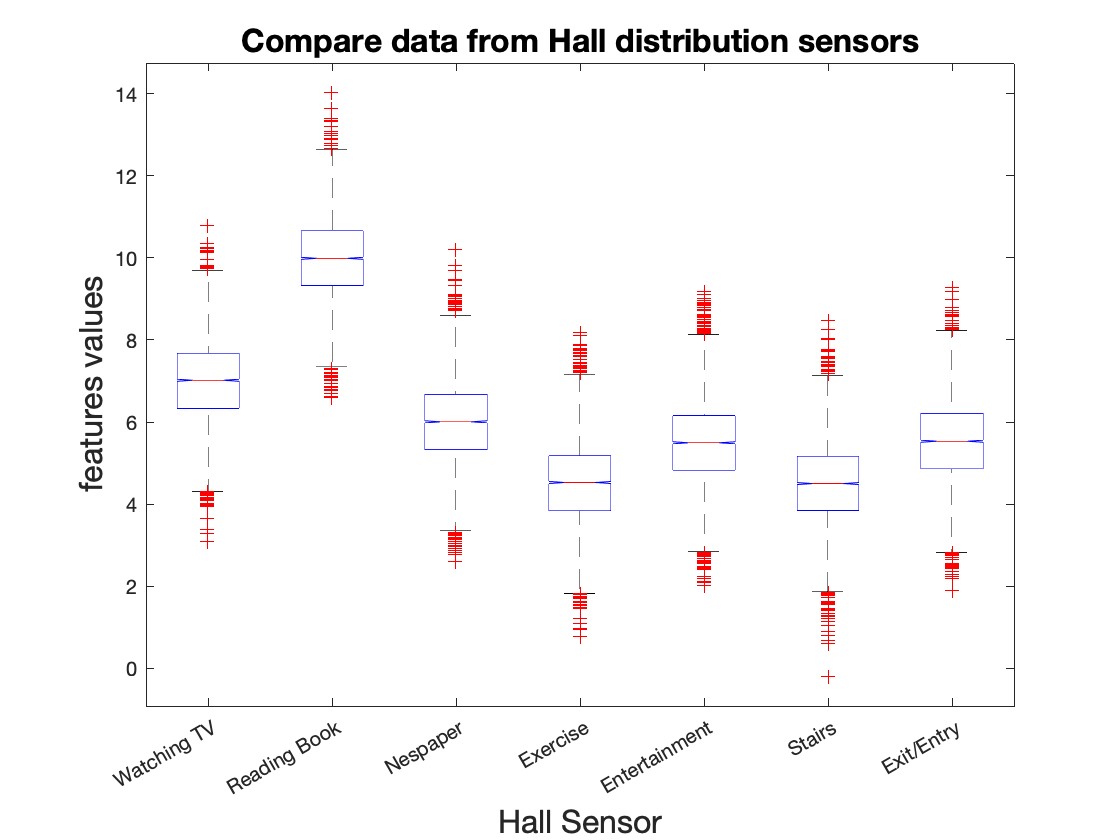 Compare data from Hall distribution sensors
features values
14
12
10
8
6
4
2
0
Watching TV
Reading Book
Nespaper
Exercise
Entertainment
Stairs
Exit/Entry
Hall Sensor